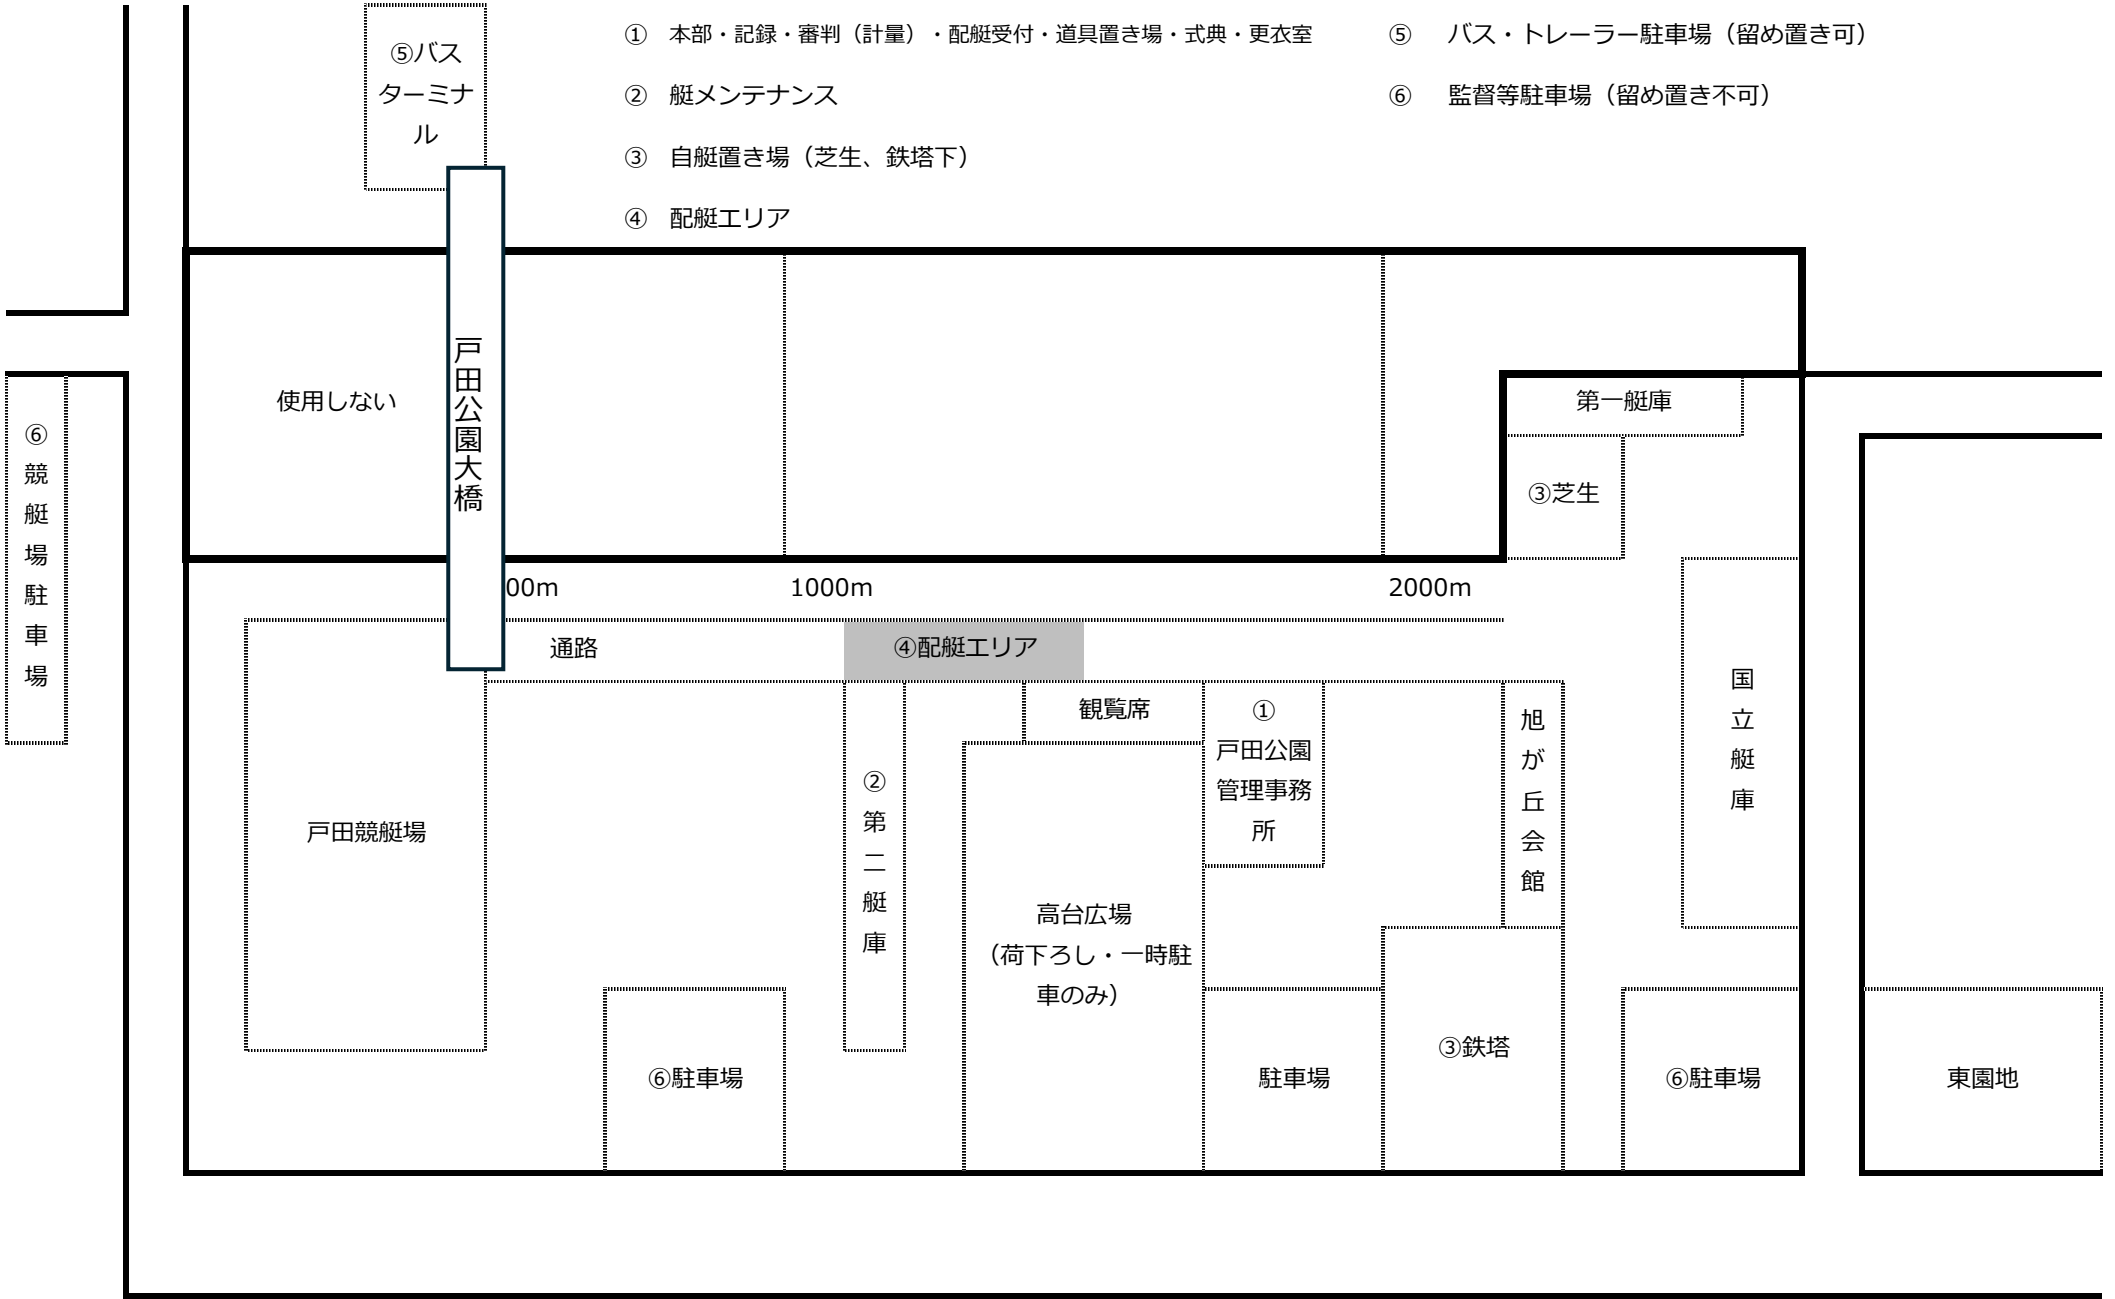 ⑤バス
ターミナ
ル
① 本部・記録・審判（計量）・配艇受付・道具置き場・式典・更衣室
② 艇メンテナンス
③ 自艇置き場（芝生、鉄塔下）
④ 配艇エリア
⑤ バス・トレーラー駐車場（留め置き可）
⑥ 監督等駐車場（留め置き不可）
使用しない
戸田公園大橋
第一艇庫
③芝生
⑥競艇場駐車場
00m
1000m
2000m
通路
④配艇エリア
観覧席
①
戸田公園
管理事務
所
旭が丘会館
国立艇庫
戸田競艇場
②第二艇庫
高台広場
（荷下ろし・一時駐
車のみ）
⑥駐車場
駐車場
③鉄塔
⑥駐車場
東園地